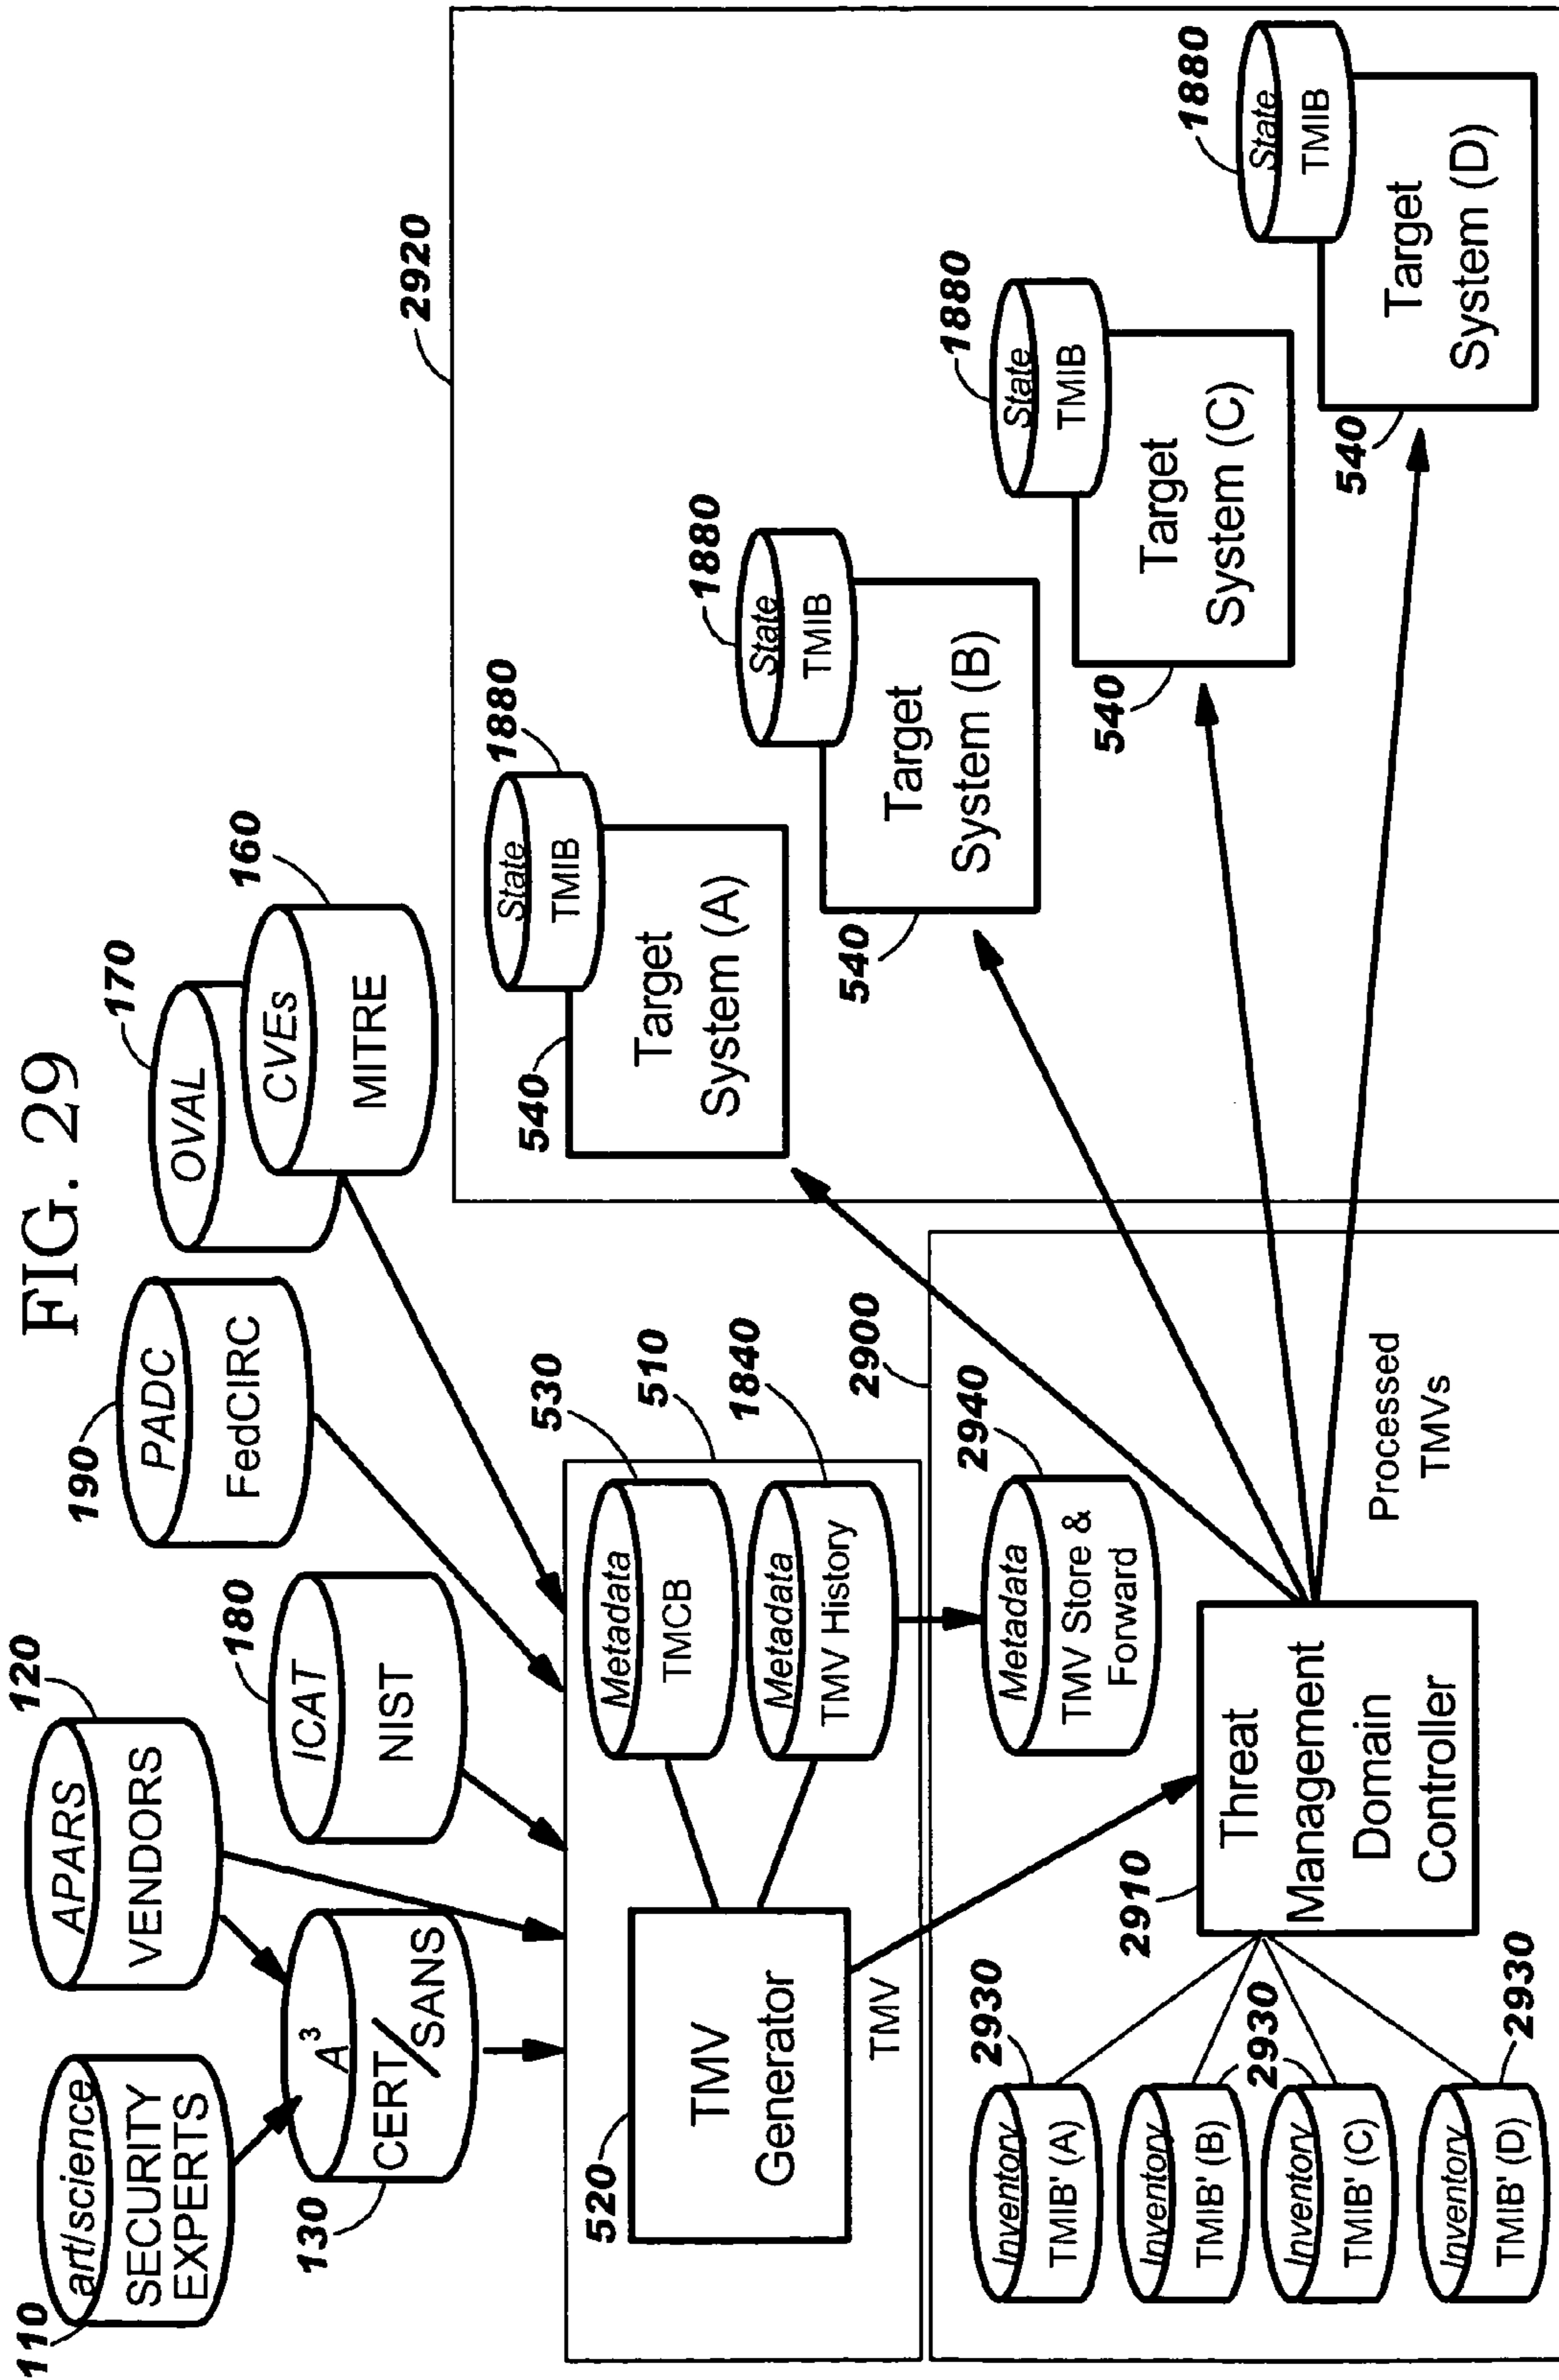 FIG. 29
110
art/science
SECURITY
EXPERTS
120
APARS
VENDORS
130
A³
CERT/SANS
180
ICAT
NIST
190
PADC
FedCIRC
170
OVAL
160
CVEs
MITRE
520
TMV
Generator
530
Metadata
TMCB
510
Metadata
TMV History
1840
TMV
2900
2940
Metadata
TMV Store &
Forward
2910
Threat
Management
Domain
Controller
Processed
TMVs
2930
Inventory
TMIB' (A)
Inventory
TMIB' (B)
2930
Inventory
TMIB' (C)
Inventory
TMIB' (D)
2930
2920
540
Target
System (A)
State
TMIB
1880
540
Target
System (B)
State
TMIB
1880
540
Target
System (C)
State
TMIB
1880
540
Target
System (D)
State
TMIB
1880